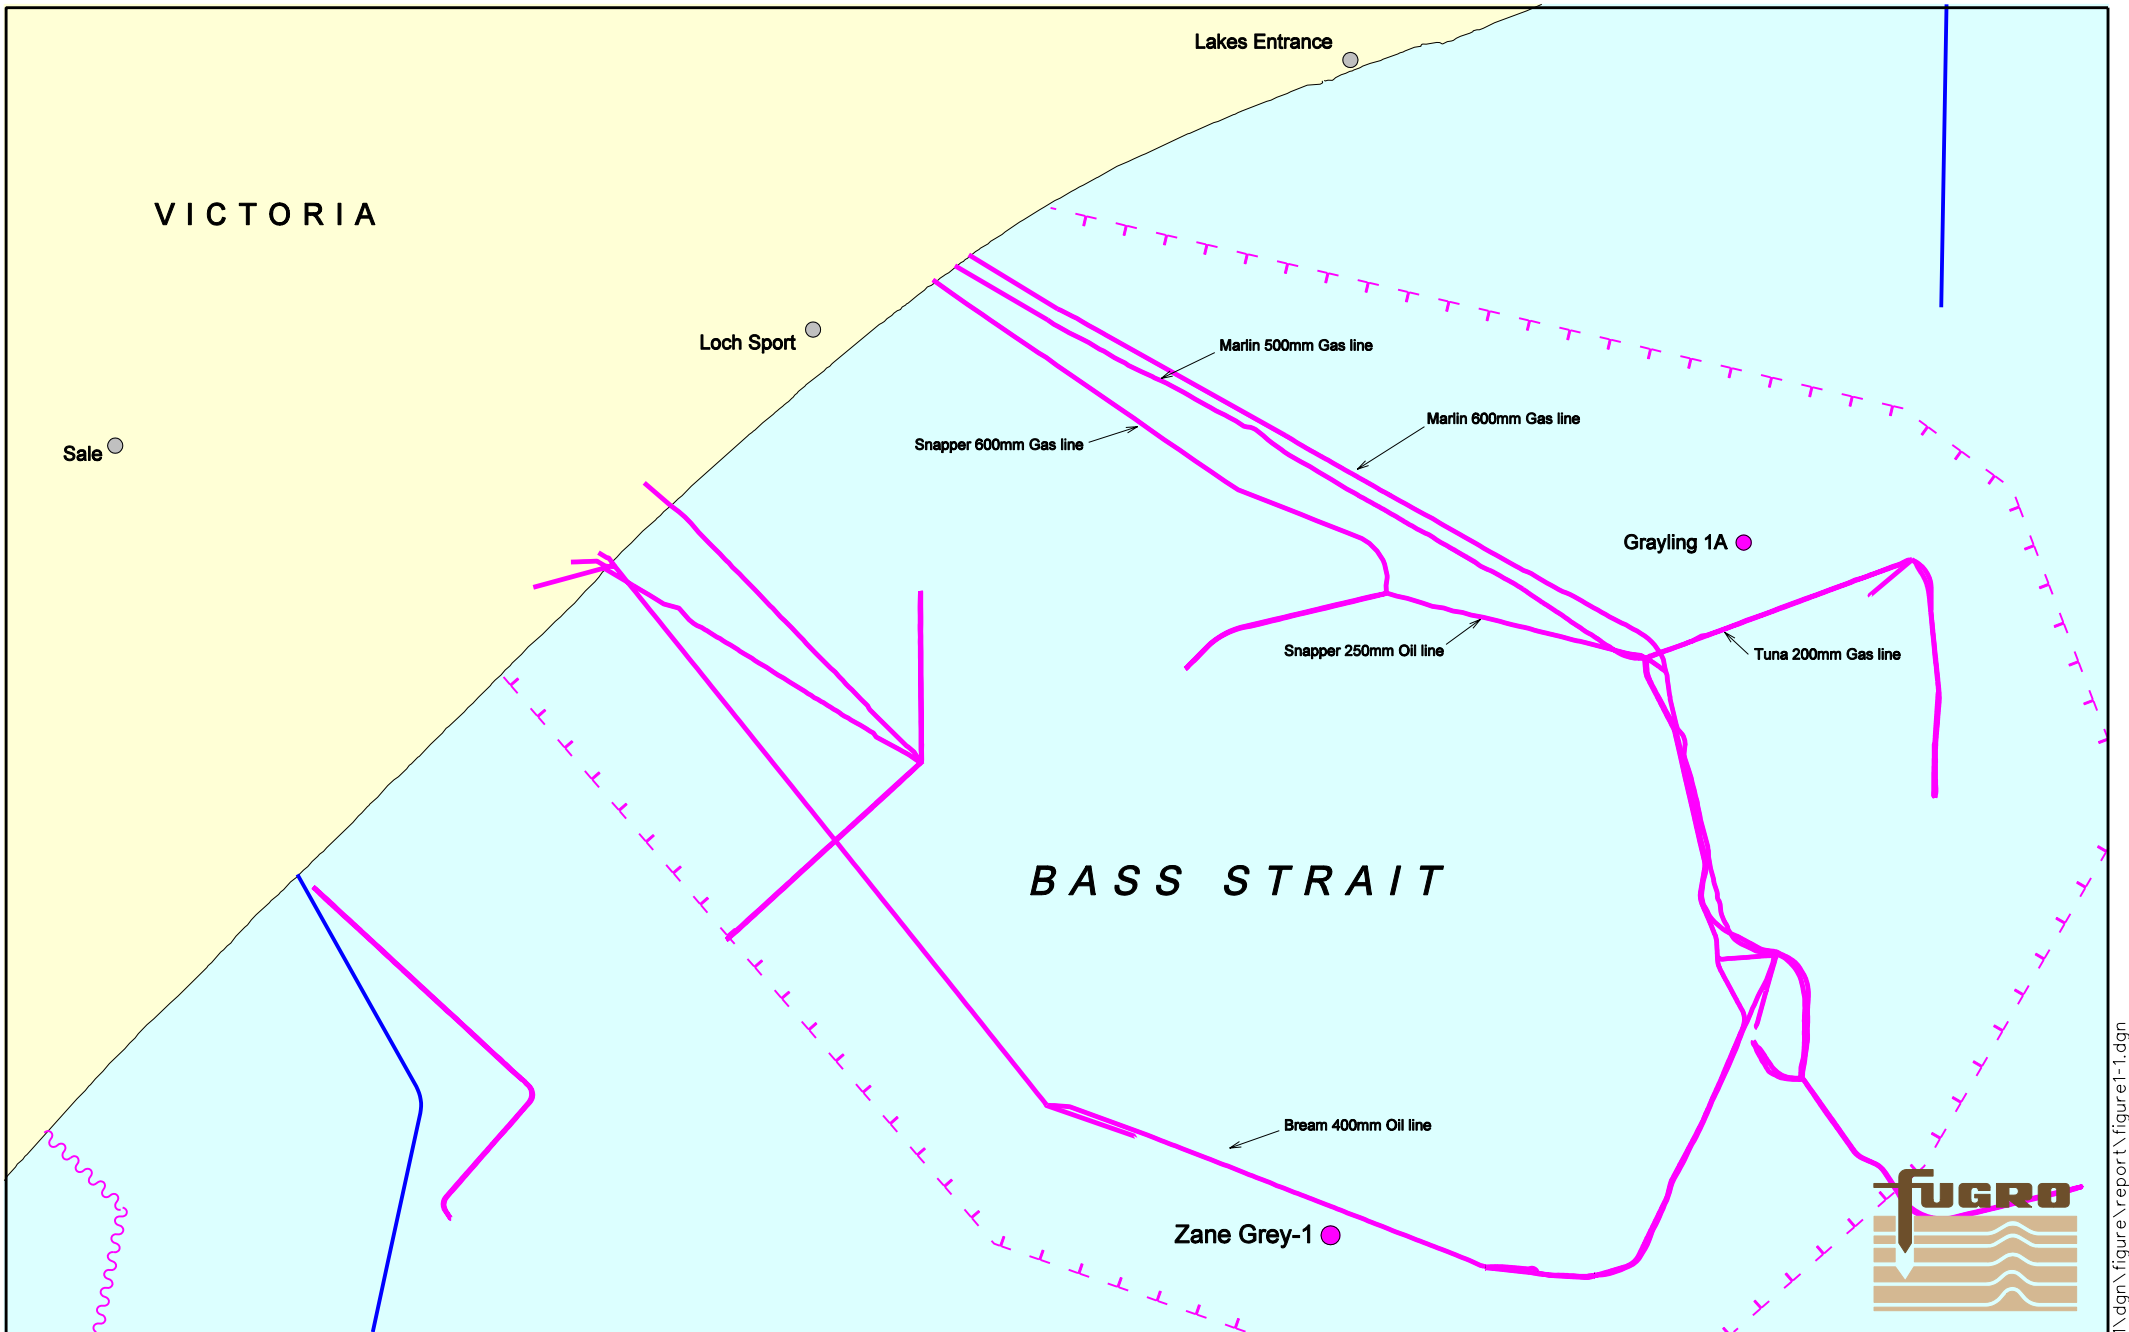 Lakes Entrance
VICTORIA
Loch Sport
Marlin 500mm Gas line
Marlin 600mm Gas line
Snapper 600mm Gas line
Sale
Grayling 1A
Snapper 250mm Oil line
Tuna 200mm Gas line
BASS STRAIT
Bream 400mm Oil line
Zane Grey-1
fUGRO
1\dgn\figure\report\figure1-1.dgn